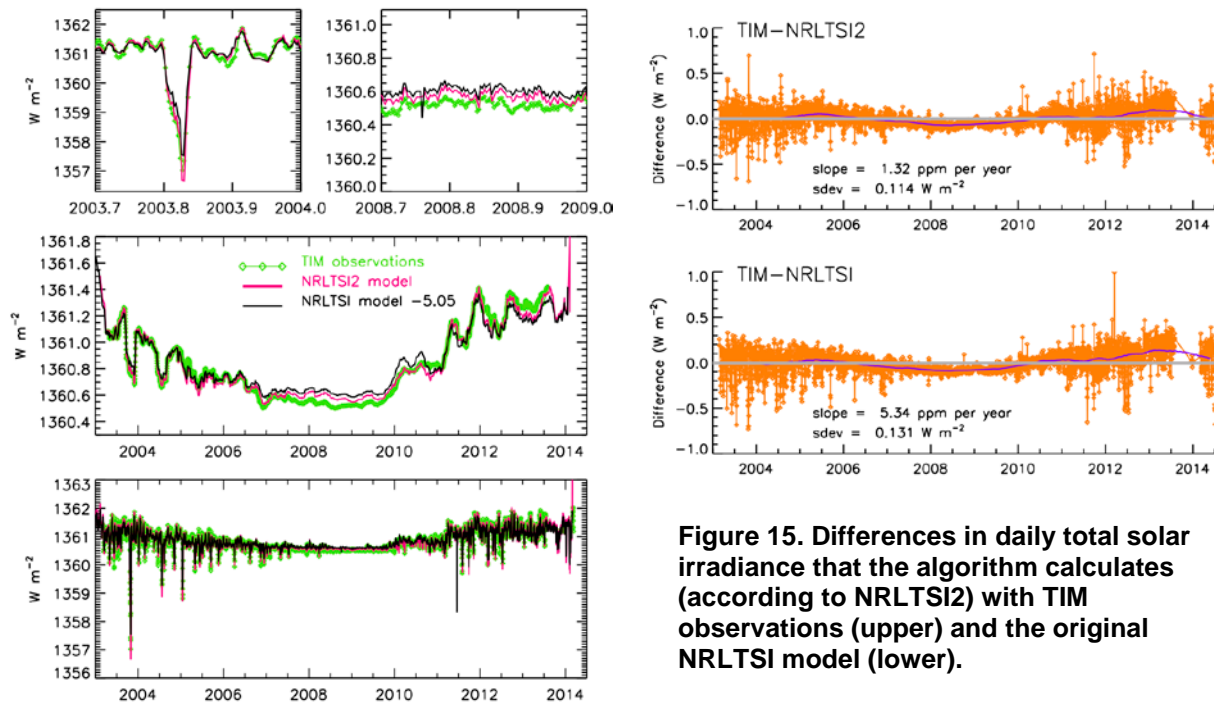 1362
1361
1360
1359
1358
1357
W m⁻²
2003.7 2003.8 2003.9 2004.0
1361.0
1360.8
1360.6
1360.4
1360.2
1360.0
2008.7 2008.8 2008.9 2009.0
1361.8
1361.6
1361.4
1361.2
1361.0
1360.8
1360.6
1360.4
W m⁻²
TIM observations
NRLTSI2 model
NRLTSI model -5.05
2004 2006 2008 2010 2012 2014
1363
1362
1361
1360
1359
1358
1357
1356
W m⁻²
2004 2006 2008 2010 2012 2014
TIM-NRLTSI2
1.0
0.5
0.0
-0.5
-1.0
Difference (W m⁻²)
slope = 1.32 ppm per year
sdev = 0.114 W m⁻²
2004 2006 2008 2010 2012 2014
TIM-NRLTSI
1.0
0.5
0.0
-0.5
-1.0
Difference (W m⁻²)
slope = 5.34 ppm per year
sdev = 0.131 W m⁻²
2004 2006 2008 2010 2012 2014
Figure 15. Differences in daily total solar
irradiance that the algorithm calculates
(according to NRLTSI2) with TIM
observations (upper) and the original
NRLTSI model (lower).